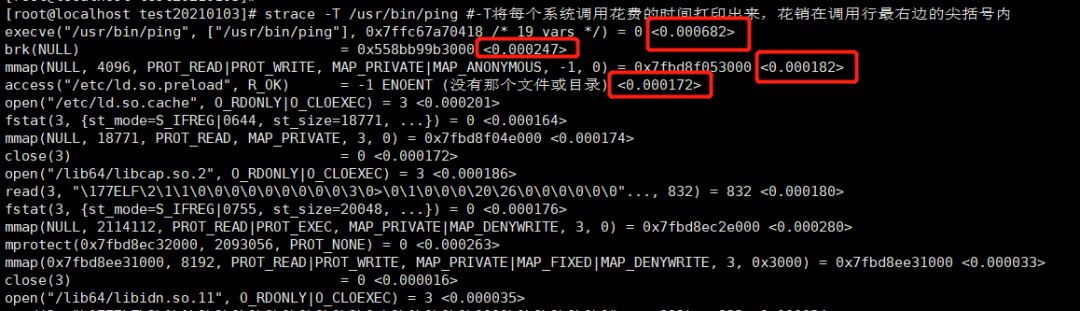 [root@localhost test20210103]# strace -T /usr/bin/ping #-T将每个系统调用花费的时间打印出来，花销在调用行最右边的尖括号内
execve("/usr/bin/ping", ["/usr/bin/ping"], 0x7ffc67a70418 /* 19 vars */) = 0 <0.000682>
brk(NULL)                               = 0x558bb99b3000 <0.000247>
mmap(NULL, 4096, PROT_READ|PROT_WRITE, MAP_PRIVATE|MAP_ANONYMOUS, -1, 0) = 0x7fbd8f053000 <0.000182>
access("/etc/ld.so.preload", R_OK)      = -1 ENOENT (没有那个文件或目录) <0.000172>
open("/etc/ld.so.cache", O_RDONLY|O_CLOEXEC) = 3 <0.000201>
fstat(3, {st_mode=S_IFREG|0644, st_size=18771, ...}) = 0 <0.000164>
mmap(NULL, 18771, PROT_READ, MAP_PRIVATE, 3, 0) = 0x7fbd8f04e000 <0.000174>
close(3)                                = 0 <0.000172>
open("/lib64/libcap.so.2", O_RDONLY|O_CLOEXEC) = 3 <0.000186>
read(3, "\177ELF\2\1\1\0\0\0\0\0\0\0\0\0\3\0>\0\1\0\0\0\20\26\0\0\0\0\0\0"..., 832) = 832 <0.000180>
fstat(3, {st_mode=S_IFREG|0755, st_size=20048, ...}) = 0 <0.000176>
mmap(NULL, 2114112, PROT_READ|PROT_EXEC, MAP_PRIVATE|MAP_DENYWRITE, 3, 0) = 0x7fbd8ec2e000 <0.000280>
mprotect(0x7fbd8ec32000, 2093056, PROT_NONE) = 0 <0.000263>
mmap(0x7fbd8ee31000, 8192, PROT_READ|PROT_WRITE, MAP_PRIVATE|MAP_FIXED|MAP_DENYWRITE, 3, 0x3000) = 0x7fbd8ee31000 <0.000033>
close(3)                                = 0 <0.000016>
open("/lib64/libidn.so.11", O_RDONLY|O_CLOEXEC) = 3 <0.000035>